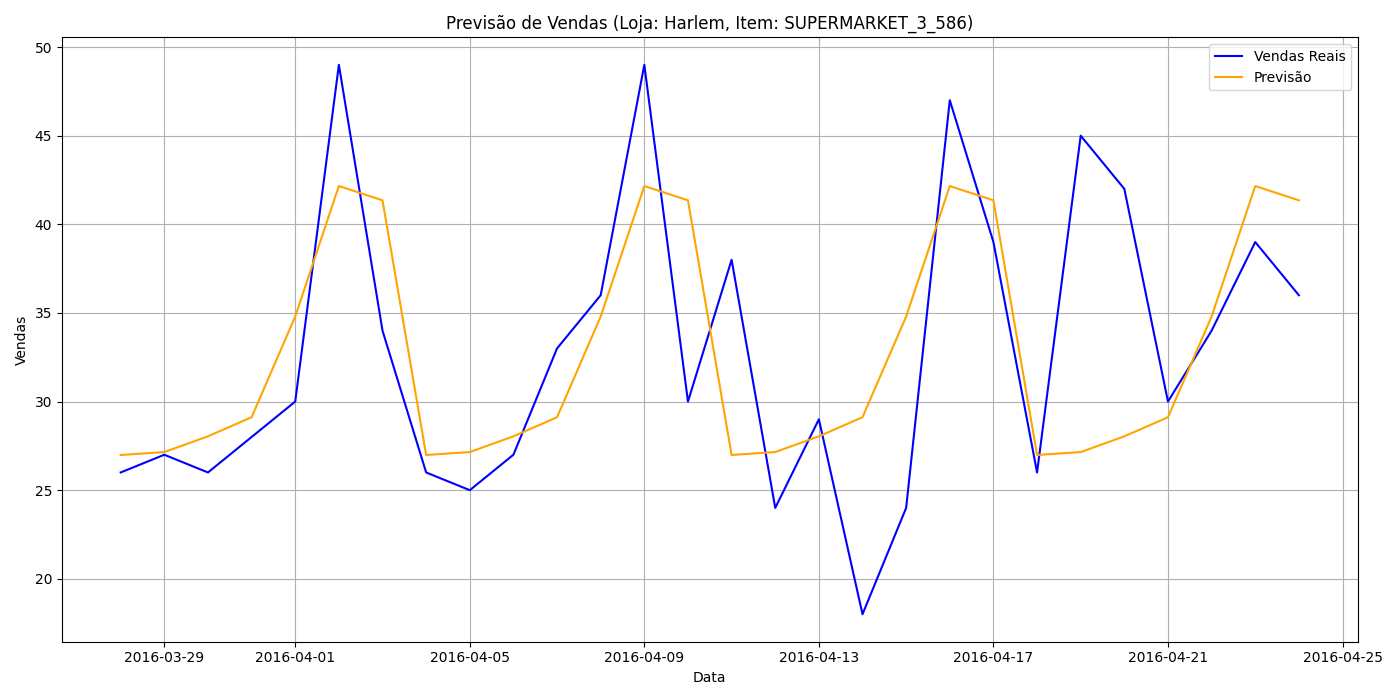 Previsão de Vendas (Loja: Harlem, Item: SUPERMARKET_3_586)
Vendas Reais
Previsão
50
45
40
35
30
25
20
Vendas
2016-03-29 2016-04-01 2016-04-05 2016-04-09 2016-04-13 2016-04-17 2016-04-21 2016-04-25
Data